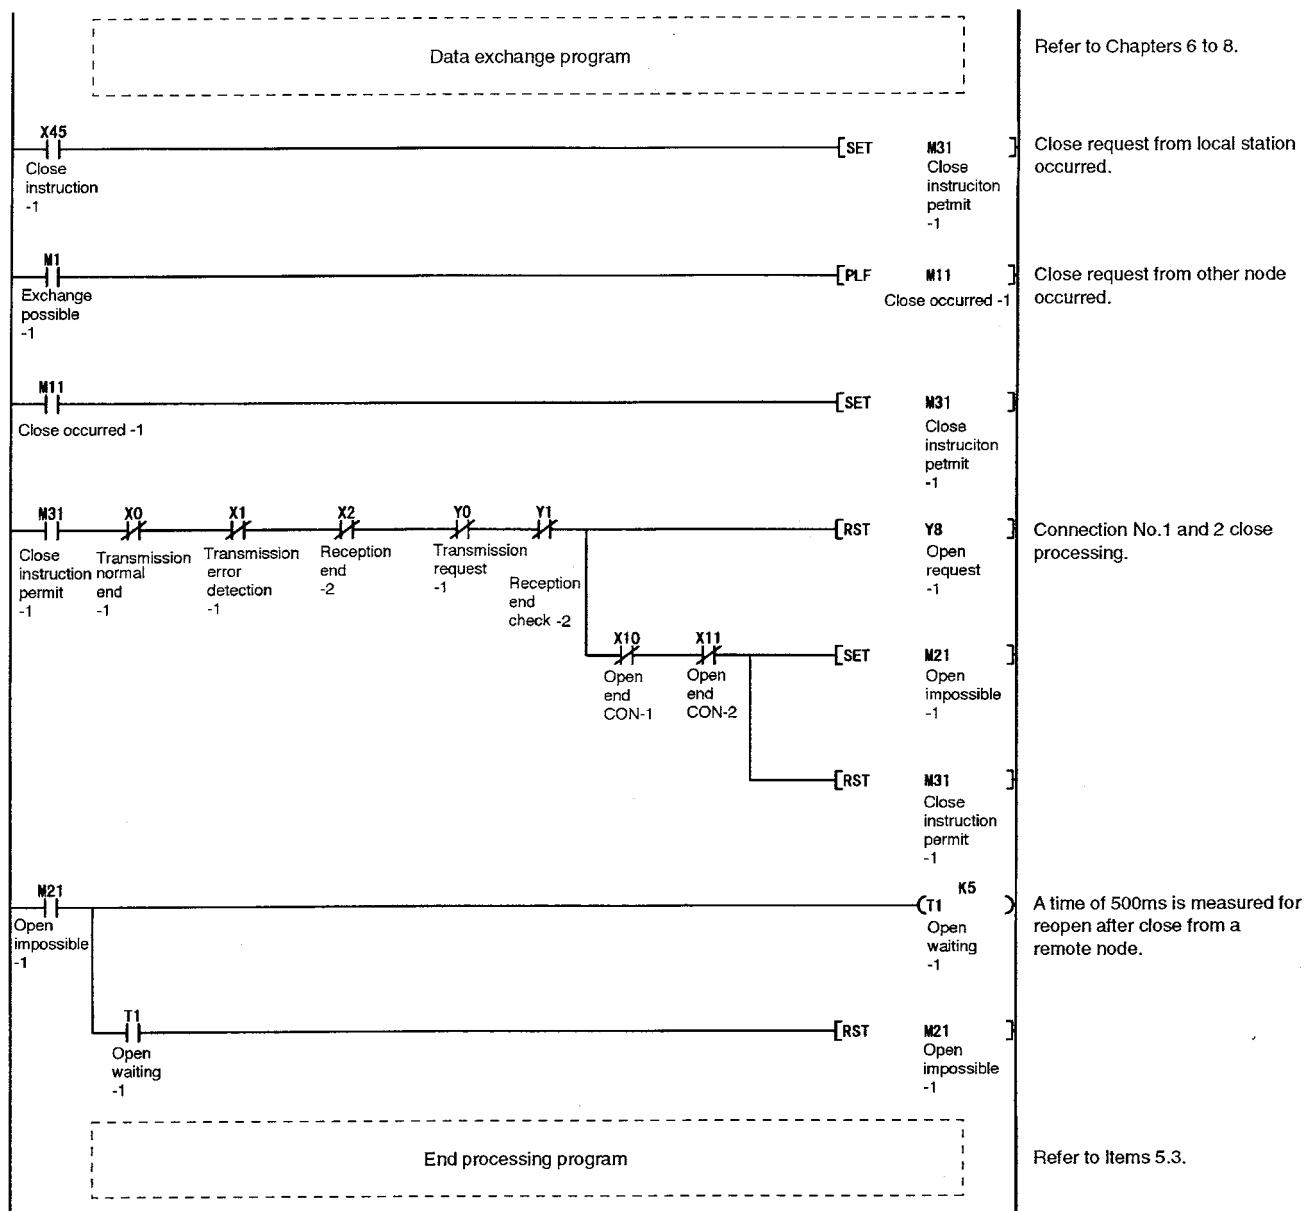 Data exchange program
Refer to Chapters 6 to 8.
X45
[SET M31 ]
Close
instruction
-1
Close
instruciton
petmit
-1
Close request from local station
occurred.
M1
[PLF M11 ]
Exchange
possible
-1
Close occurred -1
Close request from other node
occurred.
M11
[SET M31 ]
Close occurred -1
Close
instruciton
petmit
-1
M31 X0 X1 X2 Y0 Y1
[RST Y8 ]
Close
instruction
permit
-1
Transmission
normal
end
-1
Transmission
error
detection
-1
Reception
end
-2
Transmission
request
-1
Reception
end
check -2
Open
request
-1
Connection No.1 and 2 close
processing.
X10 X11
[SET M21 ]
Open
end
CON-1
Open
end
CON-2
Open
impossible
-1
[RST M31 ]
Close
instruction
permit
-1
M21
K5
(T1 )
Open
impossible
-1
Open
waiting
-1
A time of 500ms is measured for
reopen after close from a
remote node.
T1
[RST M21 ]
Open
waiting
-1
Open
impossible
-1
End processing program
Refer to Items 5.3.